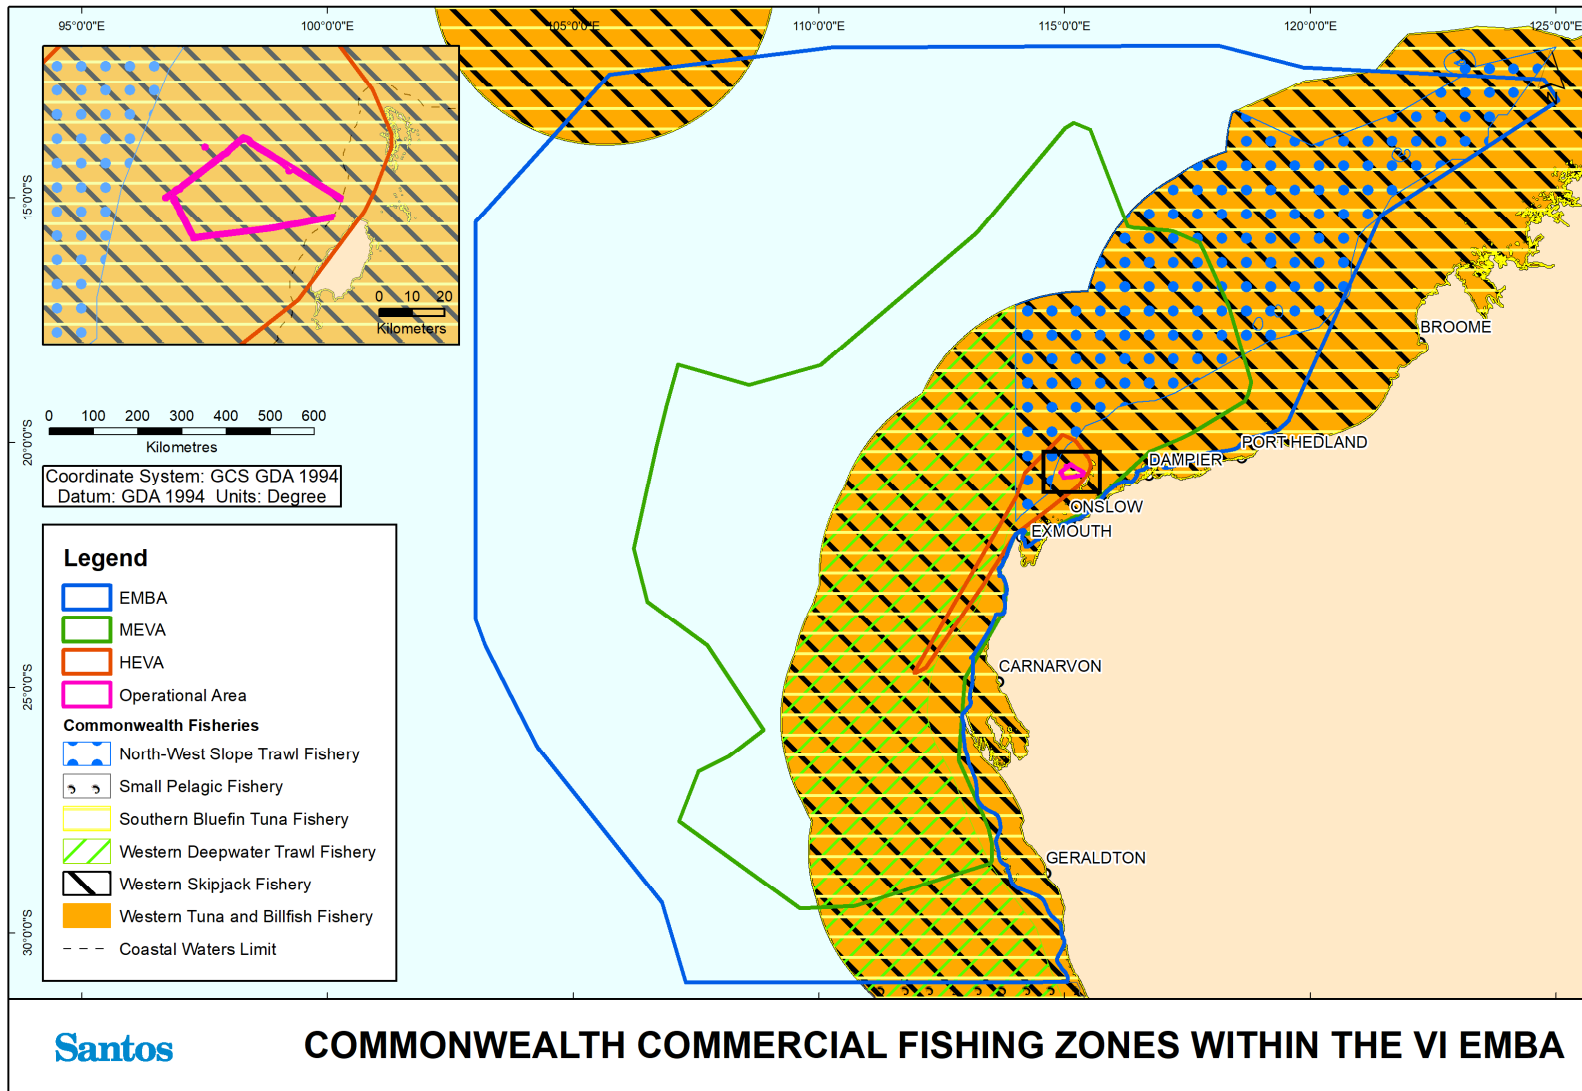 95°0'0"E
100°0'0"E
105°0'0"E
110°0'0"E
115°0'0"E
120°0'0"E
125°0'0"E
15°0'0"S
20°0'0"S
25°0'0"S
30°0'0"S
0 10 20
Kilometers
0 100 200 300 400 500 600
Kilometres
Coordinate System: GCS GDA 1994
Datum: GDA 1994 Units: Degree
BROOME
PORT HEDLAND
DAMPIER
ONSLOW
EXMOUTH
CARNARVON
GERALDTON
Legend
EMBA
MEVA
HEVA
Operational Area
Commonwealth Fisheries
North-West Slope Trawl Fishery
Small Pelagic Fishery
Southern Bluefin Tuna Fishery
Western Deepwater Trawl Fishery
Western Skipjack Fishery
Western Tuna and Billfish Fishery
Coastal Waters Limit
Santos
COMMONWEALTH COMMERCIAL FISHING ZONES WITHIN THE VI EMBA